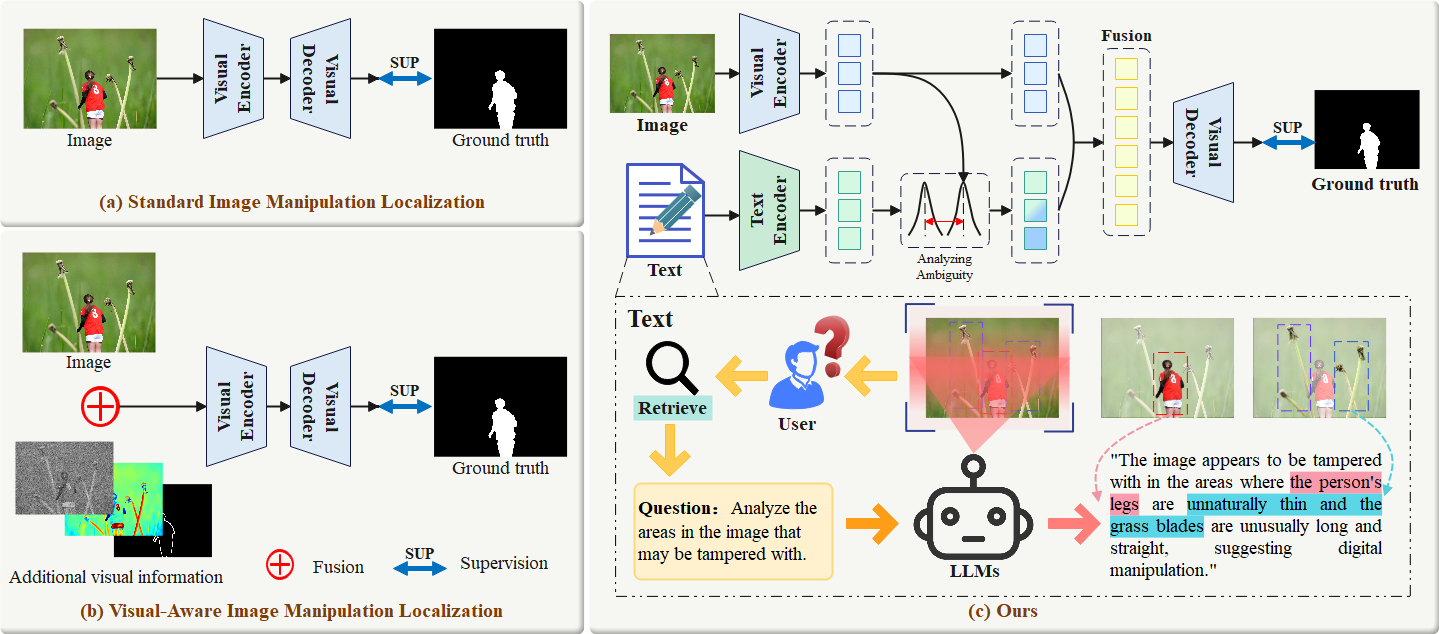 Image
Visual
Encoder
Visual
Decoder
SUP
Ground truth
(a) Standard Image Manipulation Localization
Image
Visual
Encoder
Visual
Decoder
SUP
Ground truth
Additional visual information
Fusion
SUP
Supervision
(b) Visual-Aware Image Manipulation Localization
Image
Visual
Encoder
Text
Text
Encoder
Analyzing
Ambiguity
Fusion
Visual
Decoder
SUP
Ground truth
Text
Retrieve
User
?
Question： Analyze the
areas in the image that
may be tampered with.
LLMs
"The image appears to be tampered
with in the areas where the person's
legs are unnaturally thin and the
grass blades are unusually long and
straight, suggesting digital
manipulation."
(c) Ours